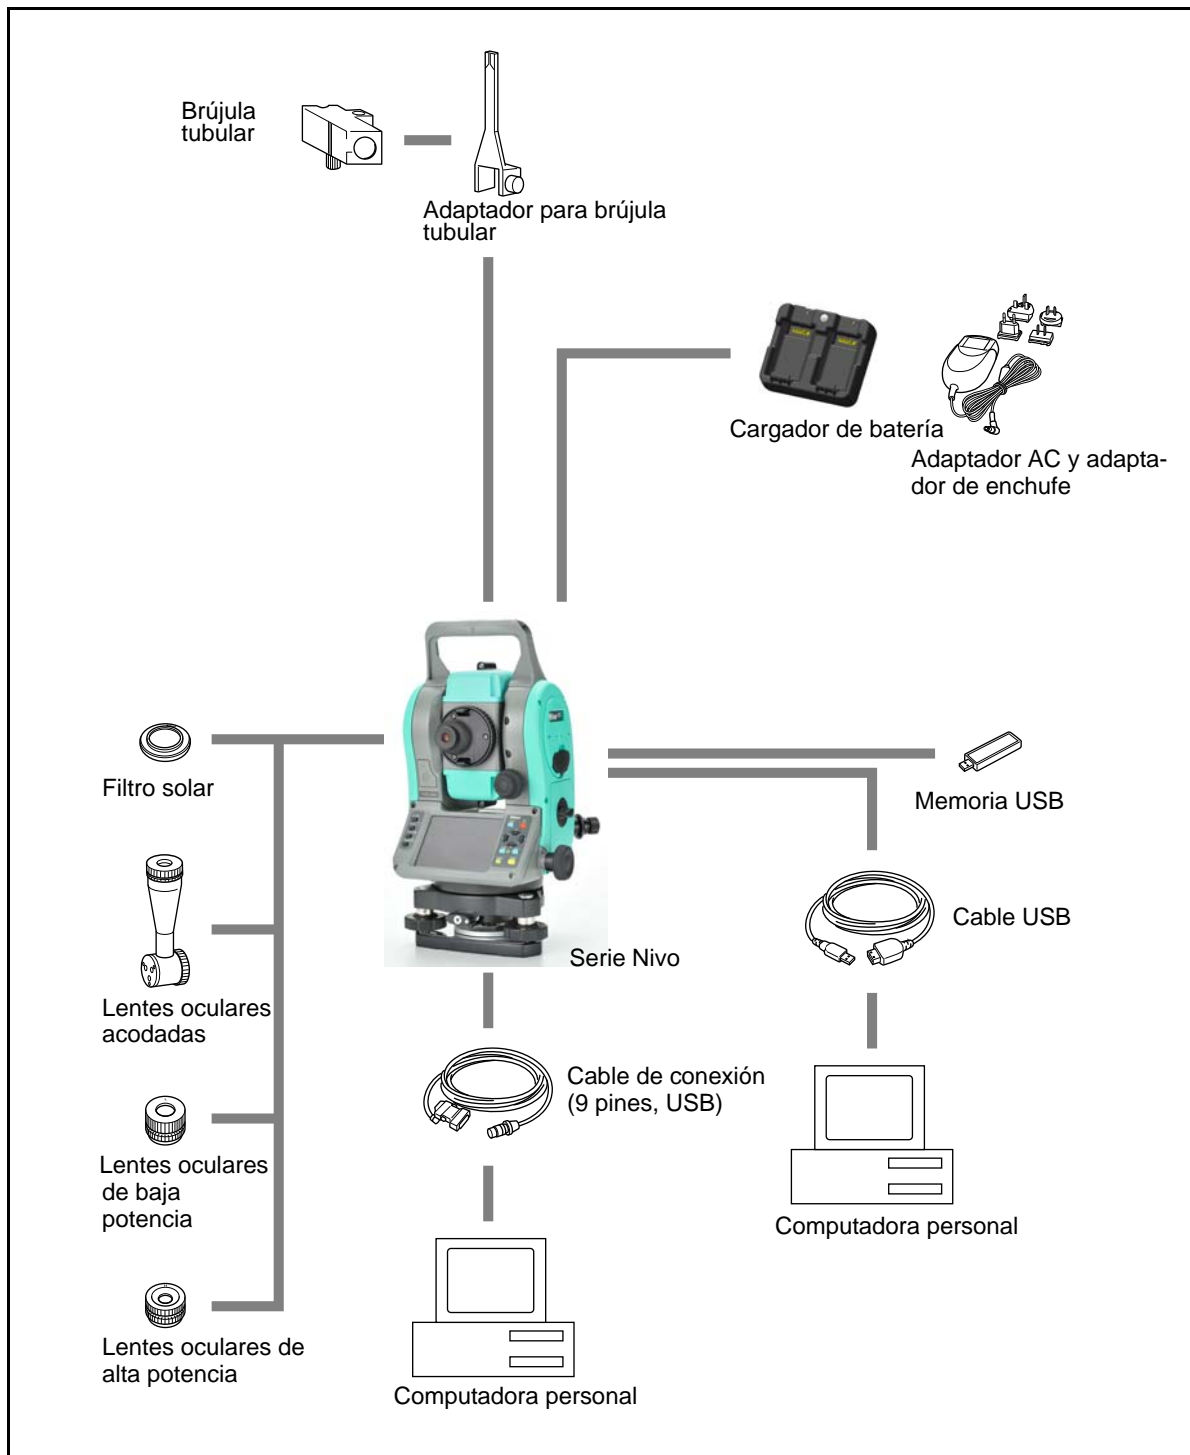 Brújula
tubular
Adaptador para brújula
tubular
Cargador de batería
Adaptador AC y adapta-
dor de enchufe
Filtro solar
Memoria USB
Cable USB
Serie Nivo
Lentes oculares
acodadas
Cable de conexión
(9 pines, USB)
Lentes oculares
de baja
potencia
Computadora personal
Lentes oculares de
alta potencia
Computadora personal